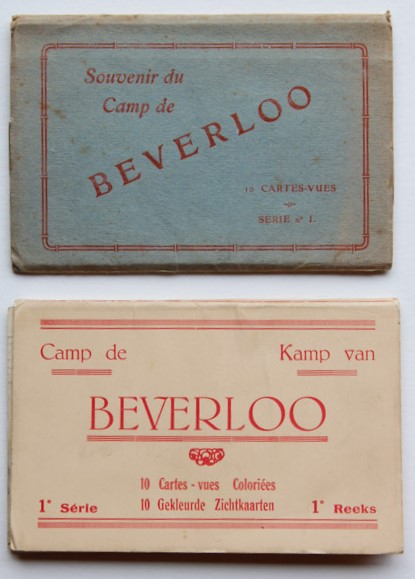 Souvenir du
Camp de
BEVERLOO
10 CARTES-VUES
SERIE nº 1.
Camp de Kamp van
BEVERLOO
10 Cartes - vues Coloriées
1e Série 10 Gekleurde Zichtkaarten 1e Reeks